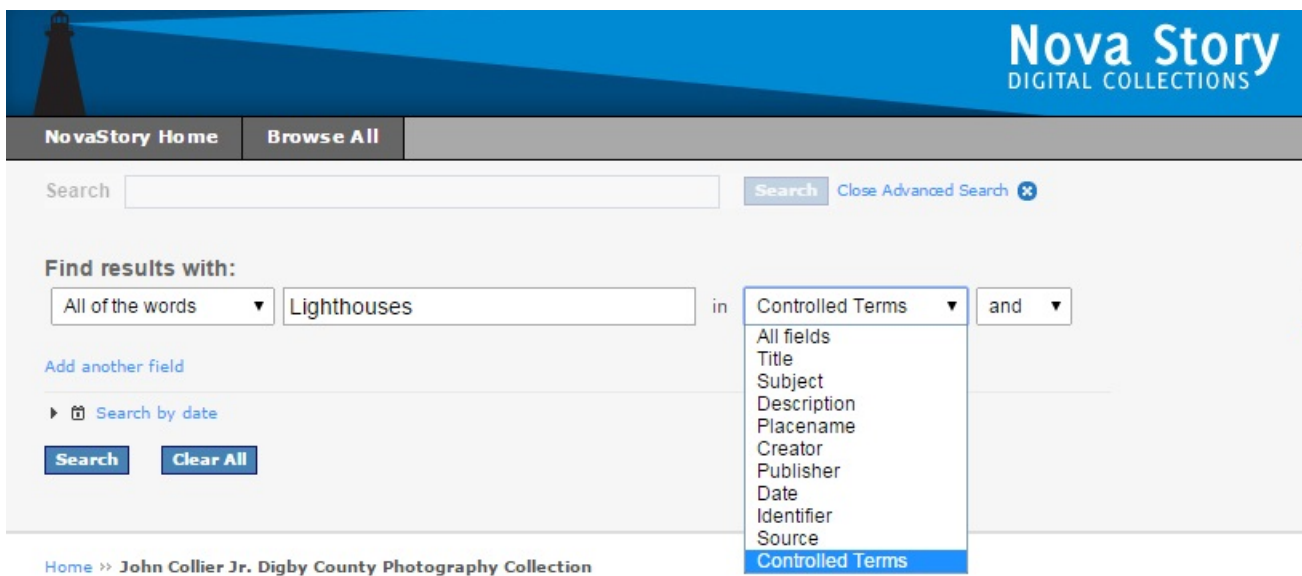 Nova Story
DIGITAL COLLECTIONS
NovaStory Home Browse All
Search Search Close Advanced Search
Find results with:
All of the words Lighthouses in Controlled Terms and
All fields
Title
Subject
Description
Placename
Creator
Publisher
Date
Identifier
Source
Controlled Terms
Add another field
Search by date
Search Clear All
Home » John Collier Jr. Digby County Photography Collection